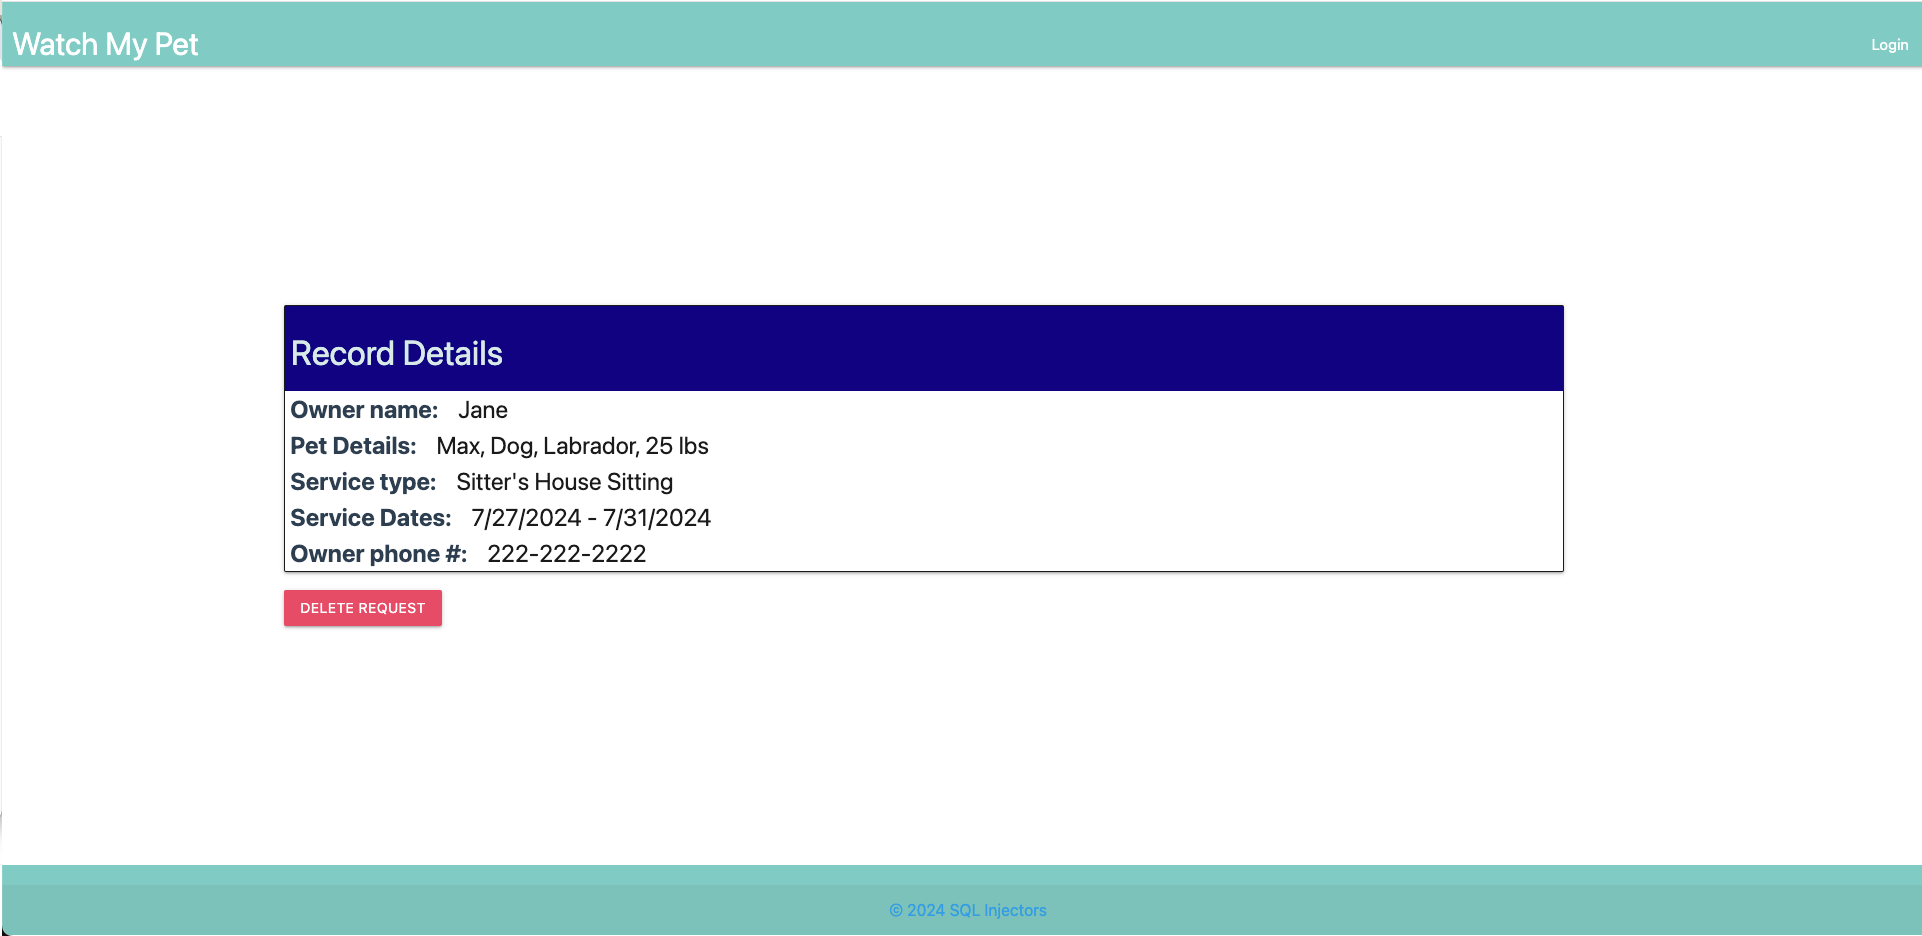 Watch My Pet
Login
Record Details
Owner name: Jane
Pet Details: Max, Dog, Labrador, 25 lbs
Service type: Sitter's House Sitting
Service Dates: 7/27/2024 - 7/31/2024
Owner phone #: 222-222-2222
DELETE REQUEST
© 2024 SQL Injectors